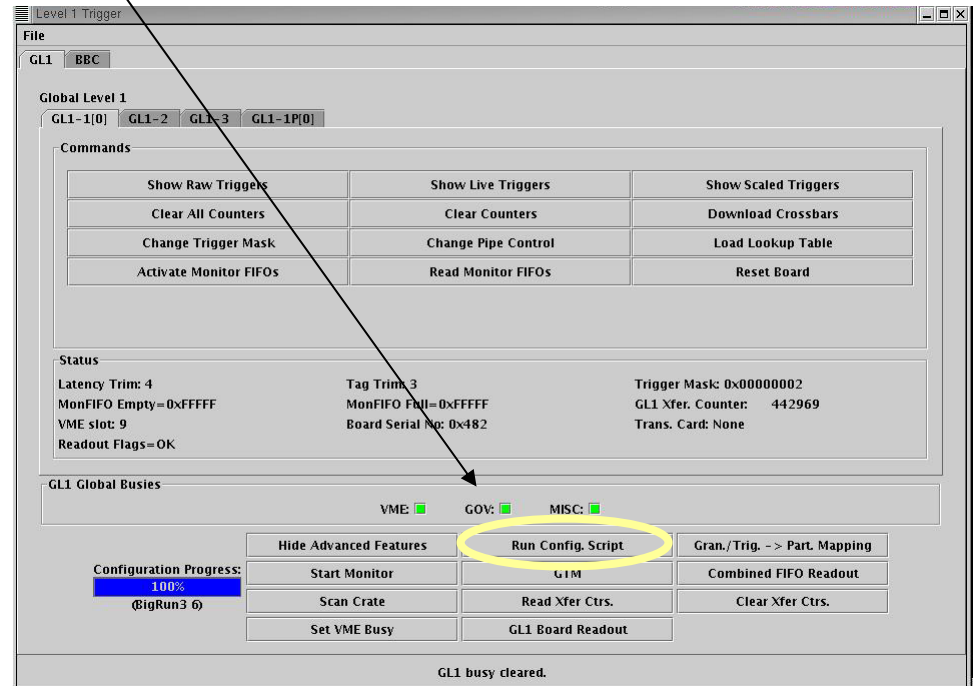 Level 1 Trigger
File
GL1 BBC
Global Level 1
GL1-1[0] GL1-2 GL1-3 GL1-1P[0]
Commands
Show Raw Triggers Show Live Triggers Show Scaled Triggers
Clear All Counters Clear Counters Download Crossbars
Change Trigger Mask Change Pipe Control Load Lookup Table
Activate Monitor FIFOs Read Monitor FIFOs Reset Board
Status
Latency Trim: 4 Tag Trim: 3 Trigger Mask: 0x00000002
MonFIFO Empty=0xFFFFF MonFIFO Full=0xFFFFF GL1 Xfer. Counter: 442969
VME slot: 9 Board Serial No: 0x482 Trans. Card: None
Readout Flags=OK
GL1 Global Busies
VME: GOV: MISC:
Hide Advanced Features Run Config. Script Gran./Trig. -> Part. Mapping
Configuration Progress: Start Monitor GTM Combined FIFO Readout
100%
(BigRun3 6) Scan Crate Read Xfer Ctrs. Clear Xfer Ctrs.
Set VME Busy GL1 Board Readout
GL1 busy cleared.